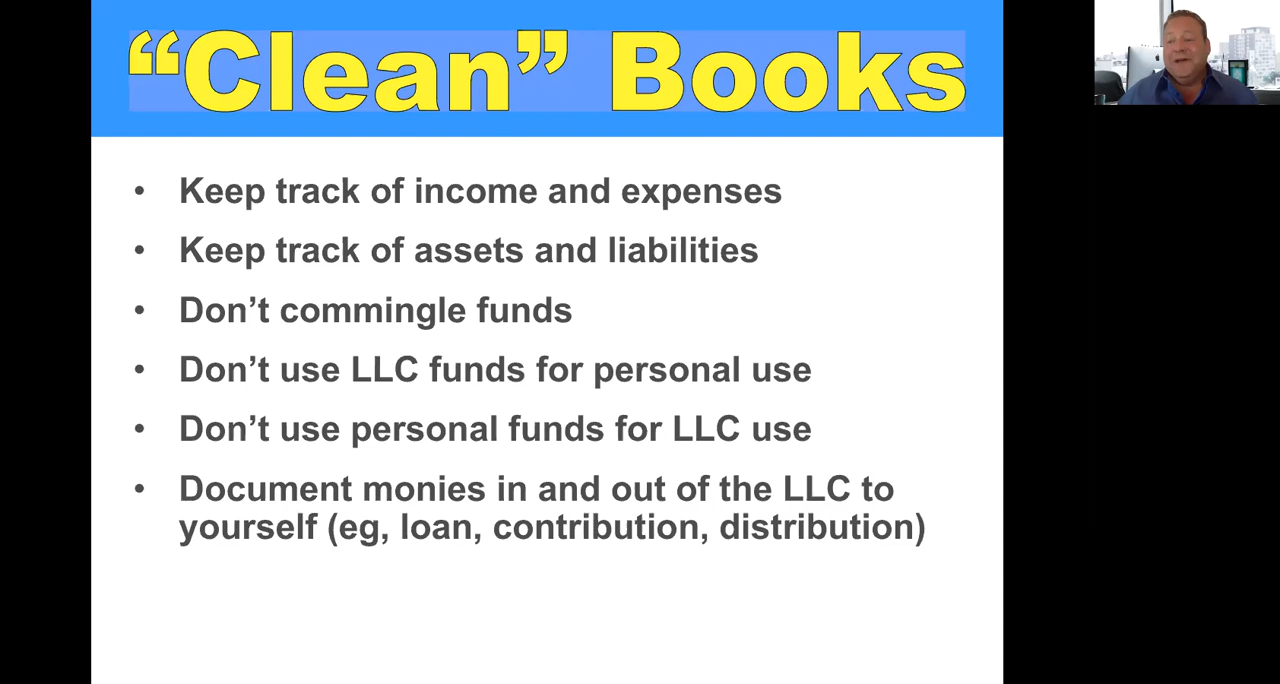 “Clean” Books
• Keep track of income and expenses
• Keep track of assets and liabilities
• Don’t commingle funds
• Don’t use LLC funds for personal use
• Don’t use personal funds for LLC use
• Document monies in and out of the LLC to
yourself (eg, loan, contribution, distribution)